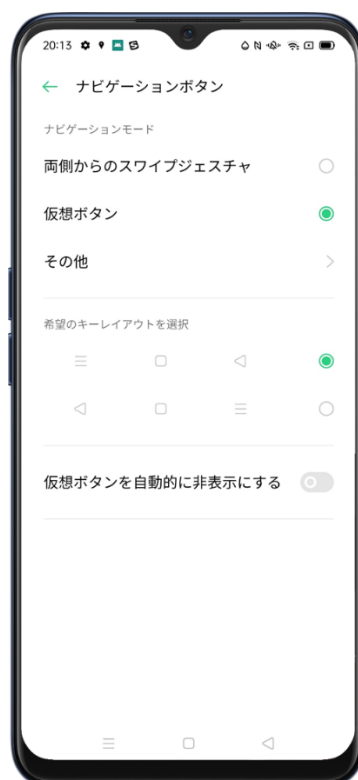 20:13
ナビゲーションボタン
ナビゲーションモード
両側からのスワイプジェスチャ
仮想ボタン
その他
希望のキーレイアウトを選択
仮想ボタンを自動的に非表示にする